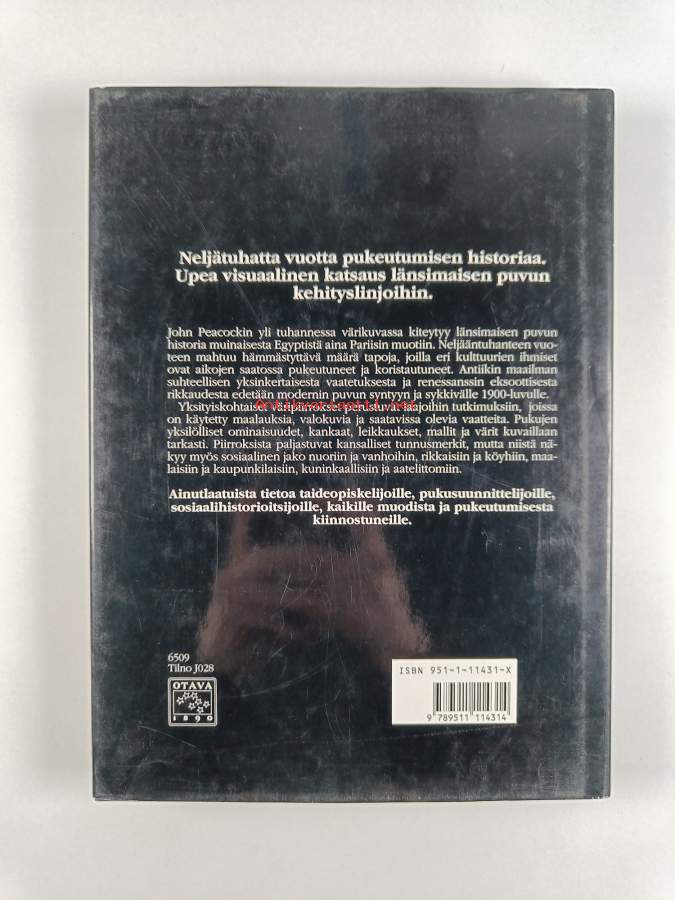 Neljätuhatta vuotta pukeutumisen historiaa.
Upea visuaalinen katsaus länsimaisen puvun
kehityslinjoihin.
John Peacockin yli tuhannessa värikuvassa kiteytyy länsimaisen puvun
historia muinaisesta Egyptistä aina Pariisin muotiin. Neljääntuhanteen vuo-
teen mahtuu hämmästyttävä määrä tapoja, joilla eri kulttuurien ihmiset
ovat aikojen saatossa pukeutuneet ja koristautuneet. Antiikin maailman
suhteellisen yksinkertaisesta vaatetuksesta ja renessanssin eksoottisesta
rikkaudesta edetään modernin puvun syntyyn ja sykkivälle 1900-luvulle.
Yksityiskohtaiset väripiirrokset perustuvat laajoihin tutkimuksiin, joissa
on käytetty maalauksia, valokuvia ja saatavissa olevia vaatteita. Pukujen
yksilölliset ominaisuudet, kankaat, leikkaukset, mallit ja värit kuvaillaan
tarkasti. Piirroksista paljastuvat kansalliset tunnusmerkit, mutta niistä nä-
kyy myös sosiaalinen jako nuoriin ja vanhoihin, rikkaisiin ja köyhiin, maa-
laisiin ja kaupunkilaisiin, kuninkaallisiin ja aatelittomiin.
Ainutlaatuista tietoa taideopiskelijoille, pukusuunnittelijoille,
sosiaalihistorioitsijoille, kaikille muodista ja pukeutumisesta
kiinnostuneille.
6509
Tilno J028
OTAVA
1890
ISBN 951-1-11431-X
9 789511 114314